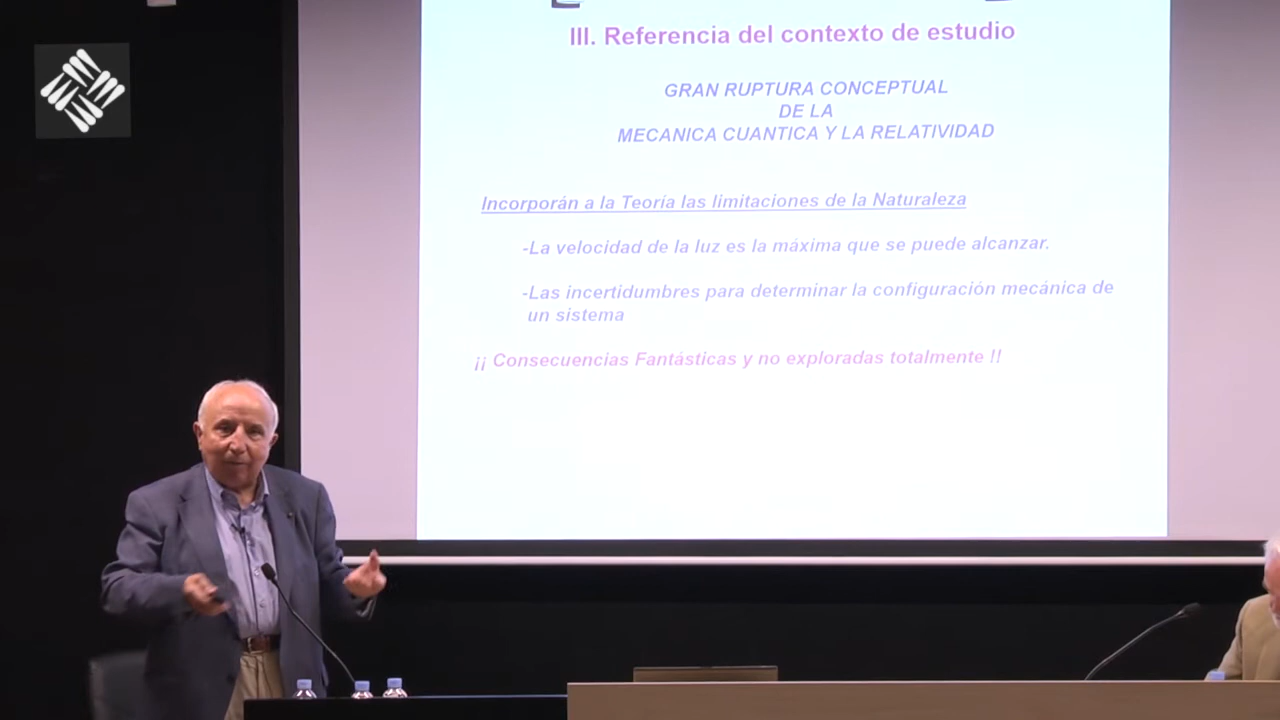 III. Referencia del contexto de estudio
GRAN RUPTURA CONCEPTUAL
DE LA
MECANICA CUANTICA Y LA RELATIVIDAD
Incorporán a la Teoría las limitaciones de la Naturaleza
-La velocidad de la luz es la máxima que se puede alcanzar.
-Las incertidumbres para determinar la configuración mecánica de
un sistema
¡¡ Consecuencias Fantásticas y no exploradas totalmente !!